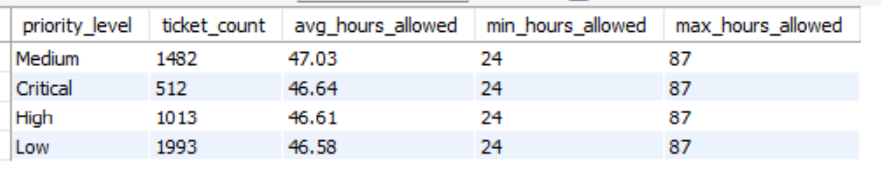 priority_level ticket_count avg_hours_allowed min_hours_allowed max_hours_allowed
Medium 1482 47.03 24 87
Critical 512 46.64 24 87
High 1013 46.61 24 87
Low 1993 46.58 24 87